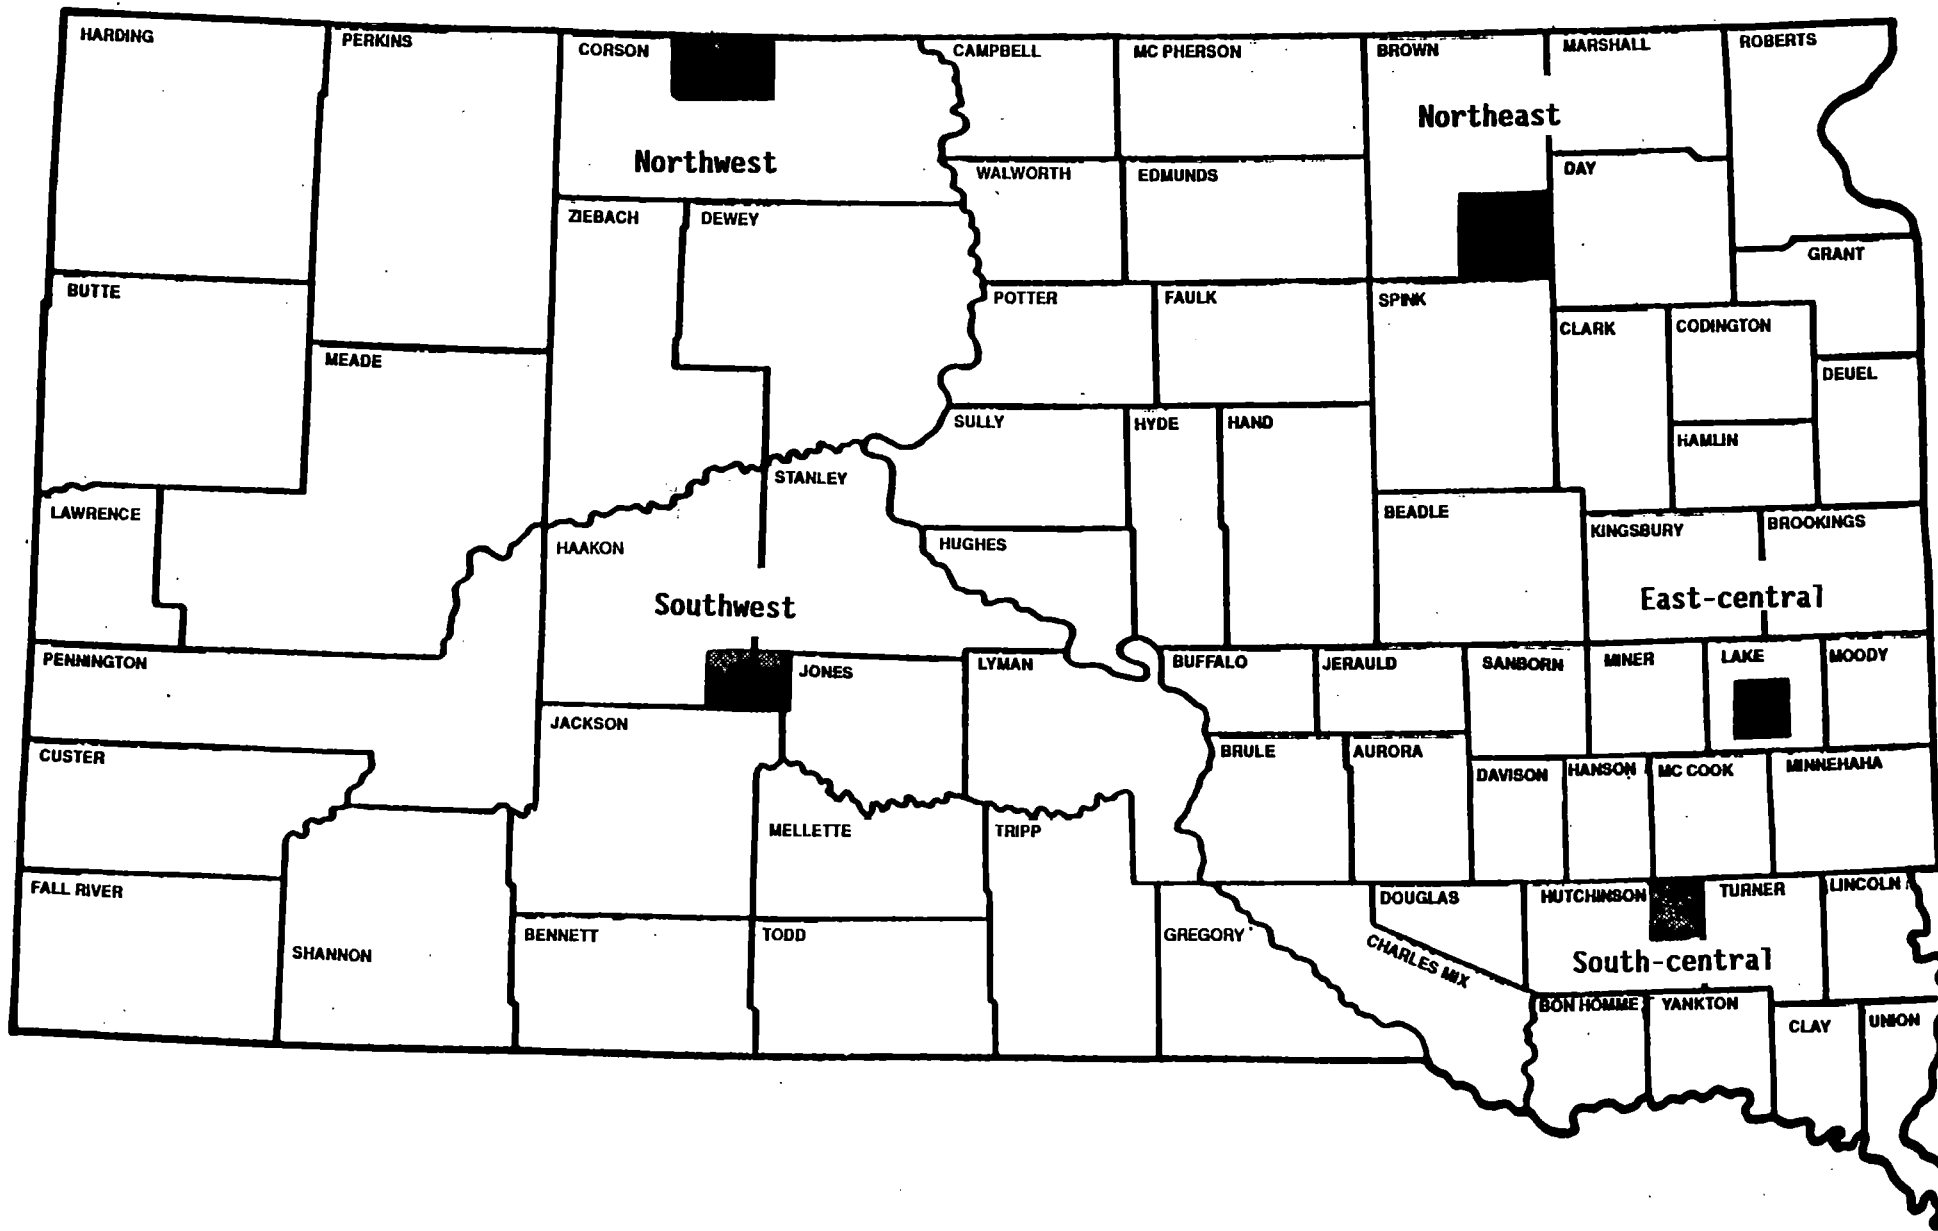 HARDING
PERKINS
CORSON
CAMPBELL
MC PHERSON
BROWN
MARSHALL
ROBERTS
Northeast
Northwest
WALWORTH
EDMUNDS
DAY
ZIEBACH
DEWEY
GRANT
BUTTE
POTTER
FAULK
SPINK
CLARK
CODINGTON
MEADE
DEUEL
SULLY
HYDE
HAND
HAMLIN
STANLEY
LAWRENCE
BEADLE
KINGSBURY
BROOKINGS
HAAKON
HUGHES
Southwest
East-central
PENNINGTON
JONES
LYMAN
BUFFALO
JERAULD
SANBORN
MINER
LAKE
MOODY
JACKSON
CUSTER
BRULE
AURORA
DAVISON
HANSON
MC COOK
MINNEHAHA
MELLETTE
TRIPP
FALL RIVER
DOUGLAS
HUTCHINSON
TURNER
LINCOLN
SHANNON
BENNETT
TODD
GREGORY
CHARLES MIX
South-central
BON HOMME
YANKTON
CLAY
UNION